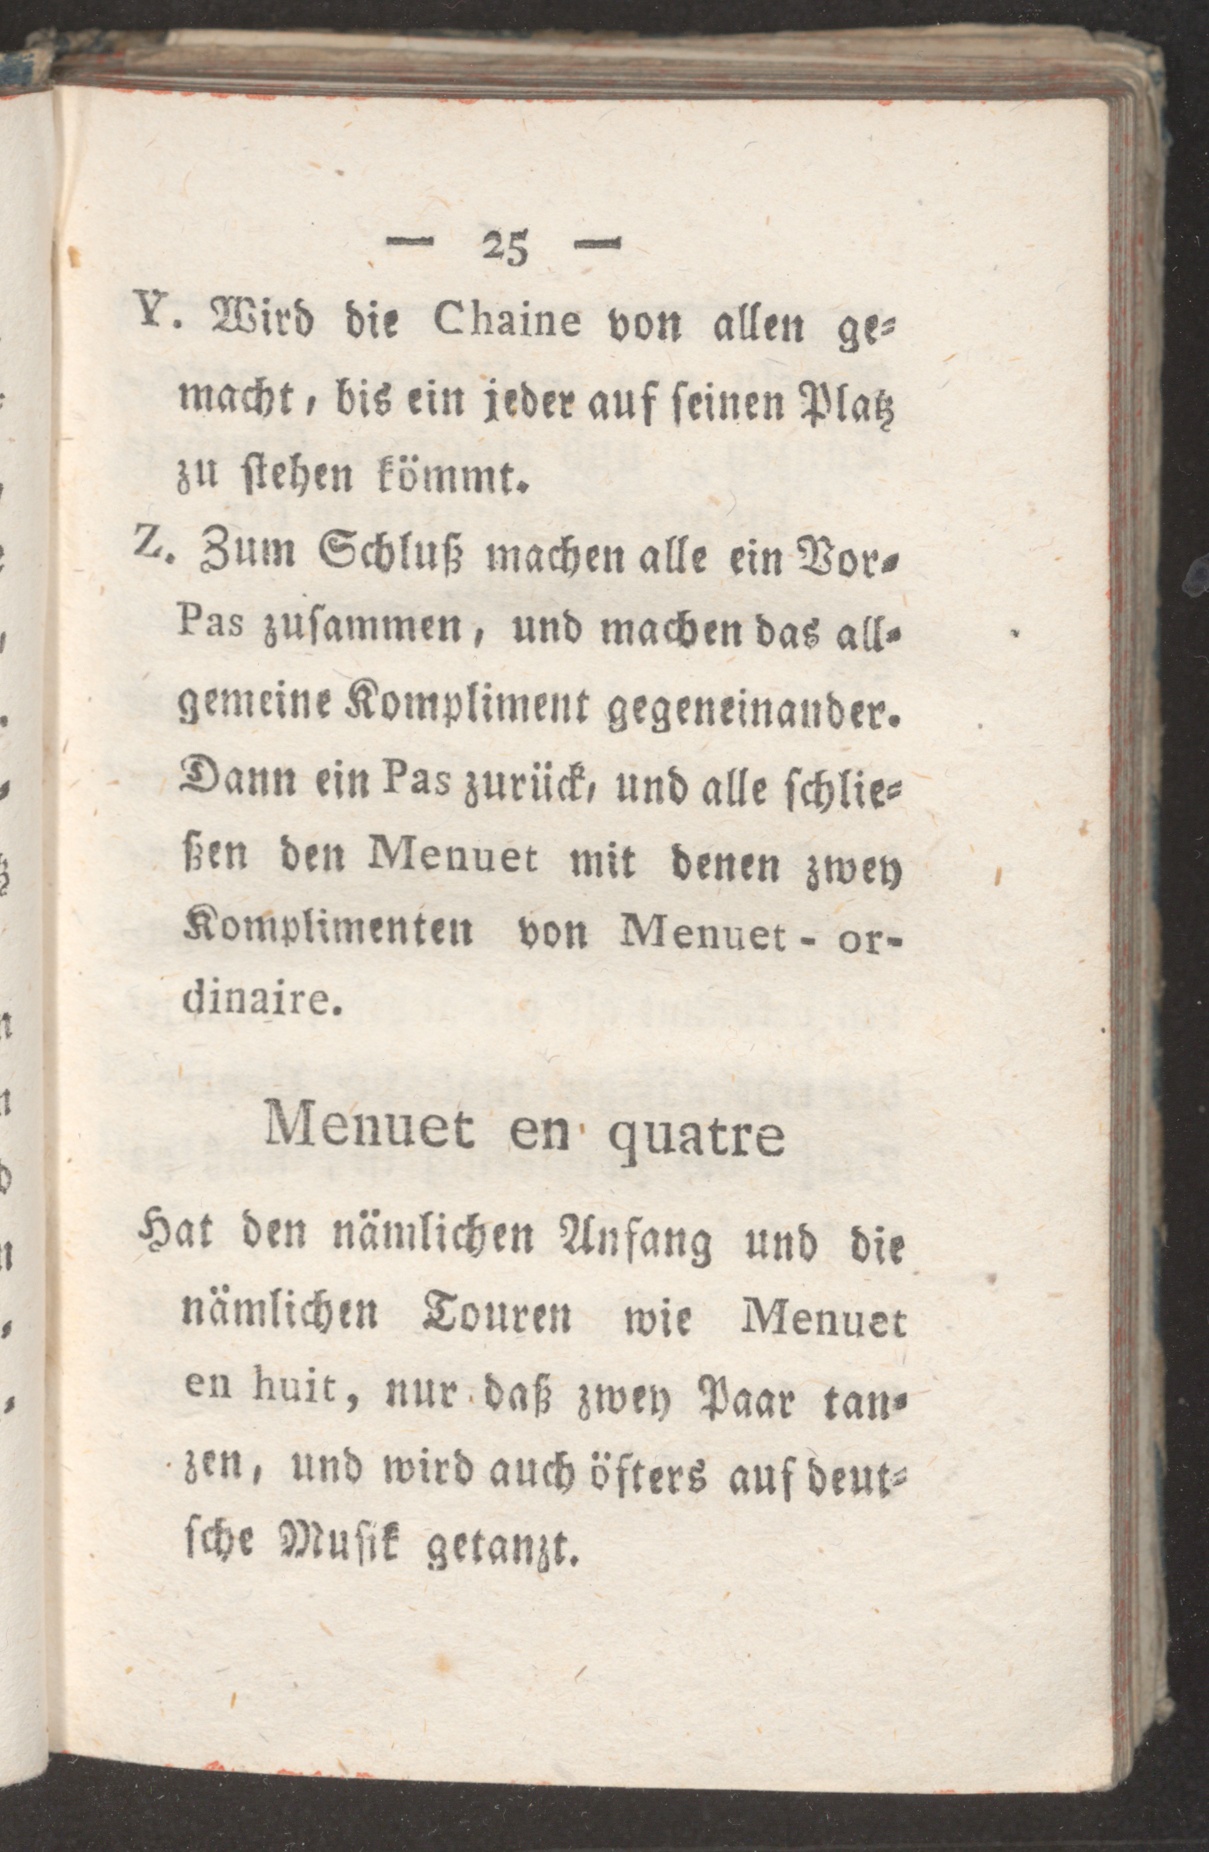 — 25 —
Y. Wird die Chaine von allen ge⸗
macht, bis ein jeder auf ſeinen Platz
zu ſtehen kömmt.
Z. Zum Schluß machen alle ein Vor⸗
Pas zuſammen, und machen das all⸗
gemeine Kompliment gegeneinander.
Dann ein Pas zurück, und alle ſchlie⸗
ßen den Menuet mit denen zwey
Komplimenten von Menuet - or-
dinaire.
Menuet en quatre
Hat den nämlichen Anfang und die
nämlichen Touren wie Menuet
en huit, nur daß zwey Paar tan⸗
zen, und wird auch öfters auf deut⸗
ſche Muſik getanzt.